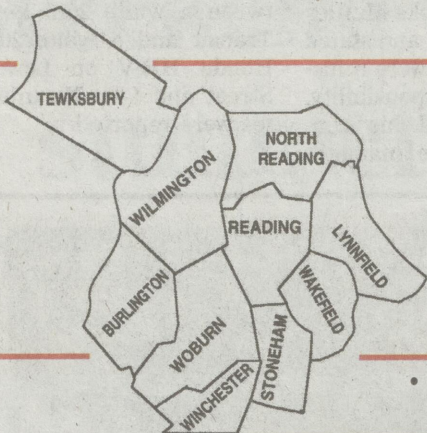 TEWKSBURY
NORTH
READING
WILMINGTON
READING
LYNNFIELD
BURLINGTON
WAKEFIELD
WOBURN
STONEHAM
WINCHESTER